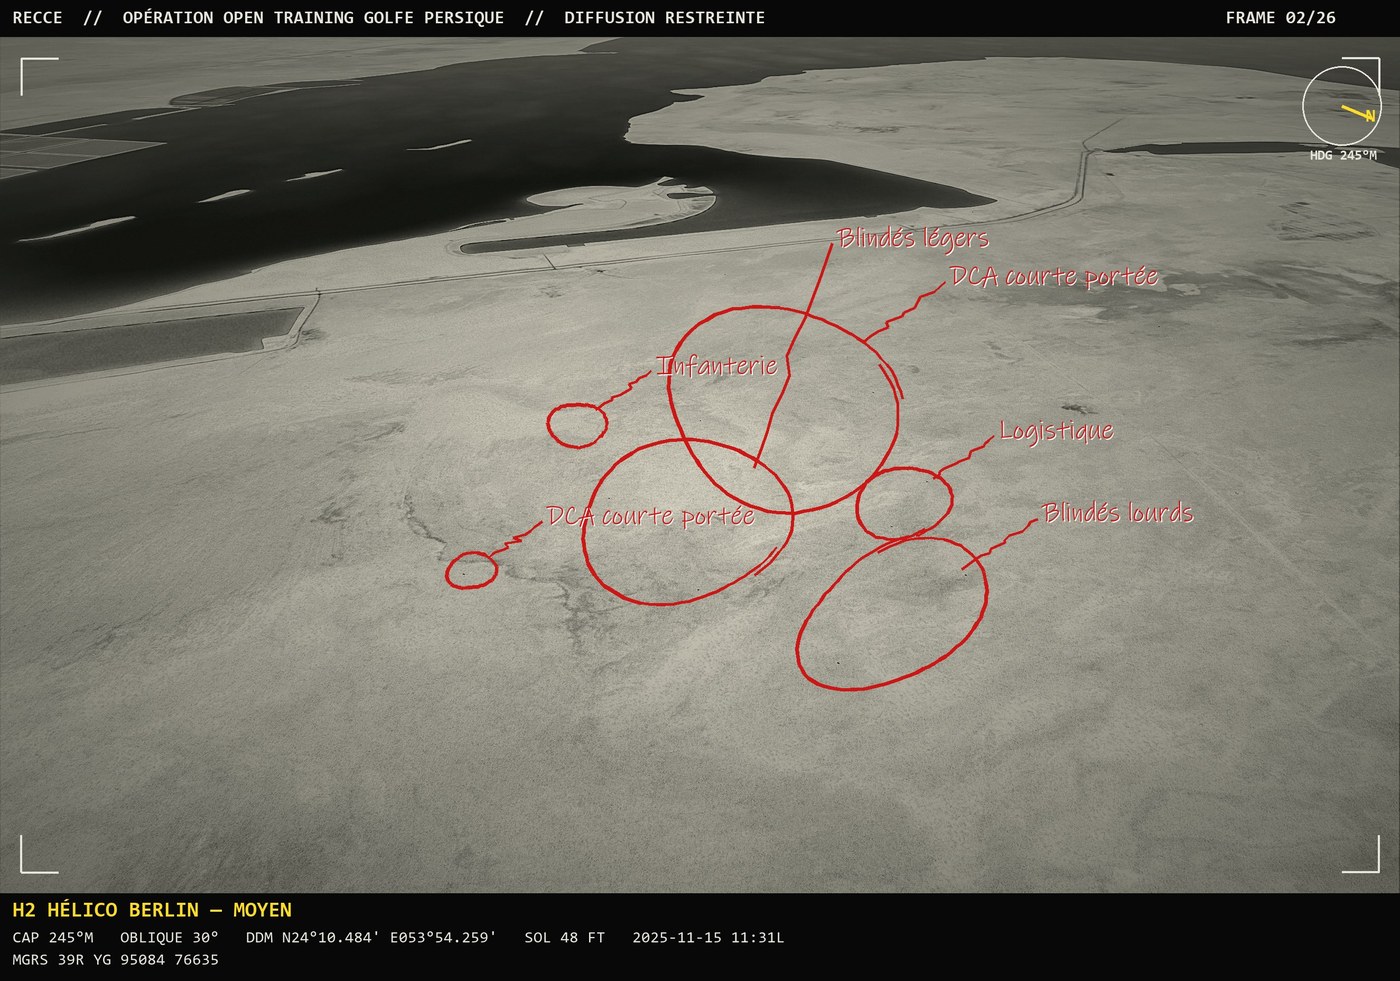 RECCE // OPÉRATION OPEN TRAINING GOLFE PERSIQUE // DIFFUSION RESTREINTE FRAME 02/26
N
HDG 245°M
Blindés légers
DCA courte portée
Infanterie
Logistique
DCA courte portée
Blindés lourds
H2 HÉLICO BERLIN — MOYEN
CAP 245°M OBLIQUE 30° DDM N24°10.484' E053°54.259' SOL 48 FT 2025-11-15 11:31L
MGRS 39R YG 95084 76635